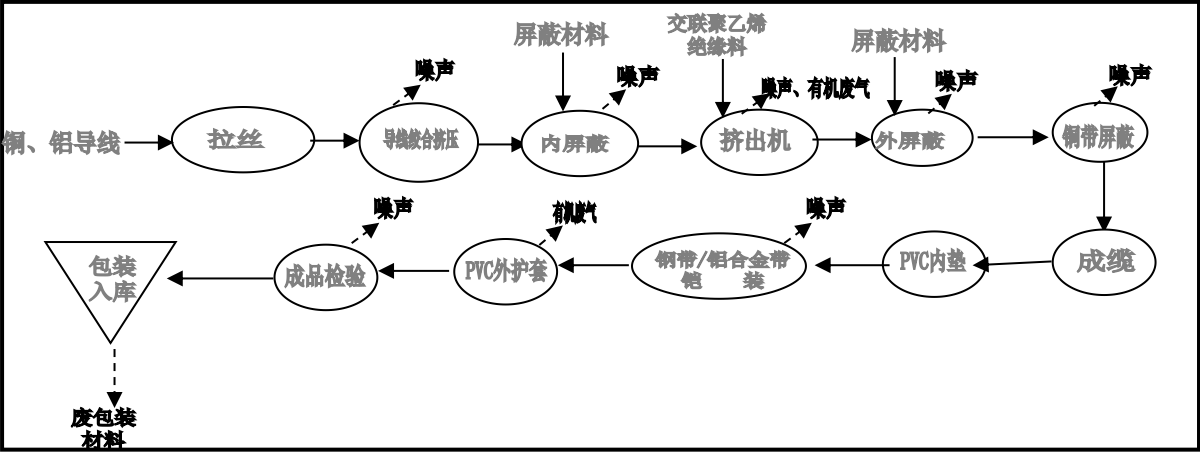 屏蔽材料
交联聚乙烯
绝缘料
屏蔽材料
噪声
噪声
噪声、有机废气
噪声
噪声
铜、铝导线
拉丝
导线绞合挤压
内屏蔽
挤出机
外屏蔽
铜带屏蔽
噪声
有机废气
噪声
包装
入库
成品检验
PVC外护套
钢带/铝合金带
铠 装
PVC内垫
成缆
废包装
材料